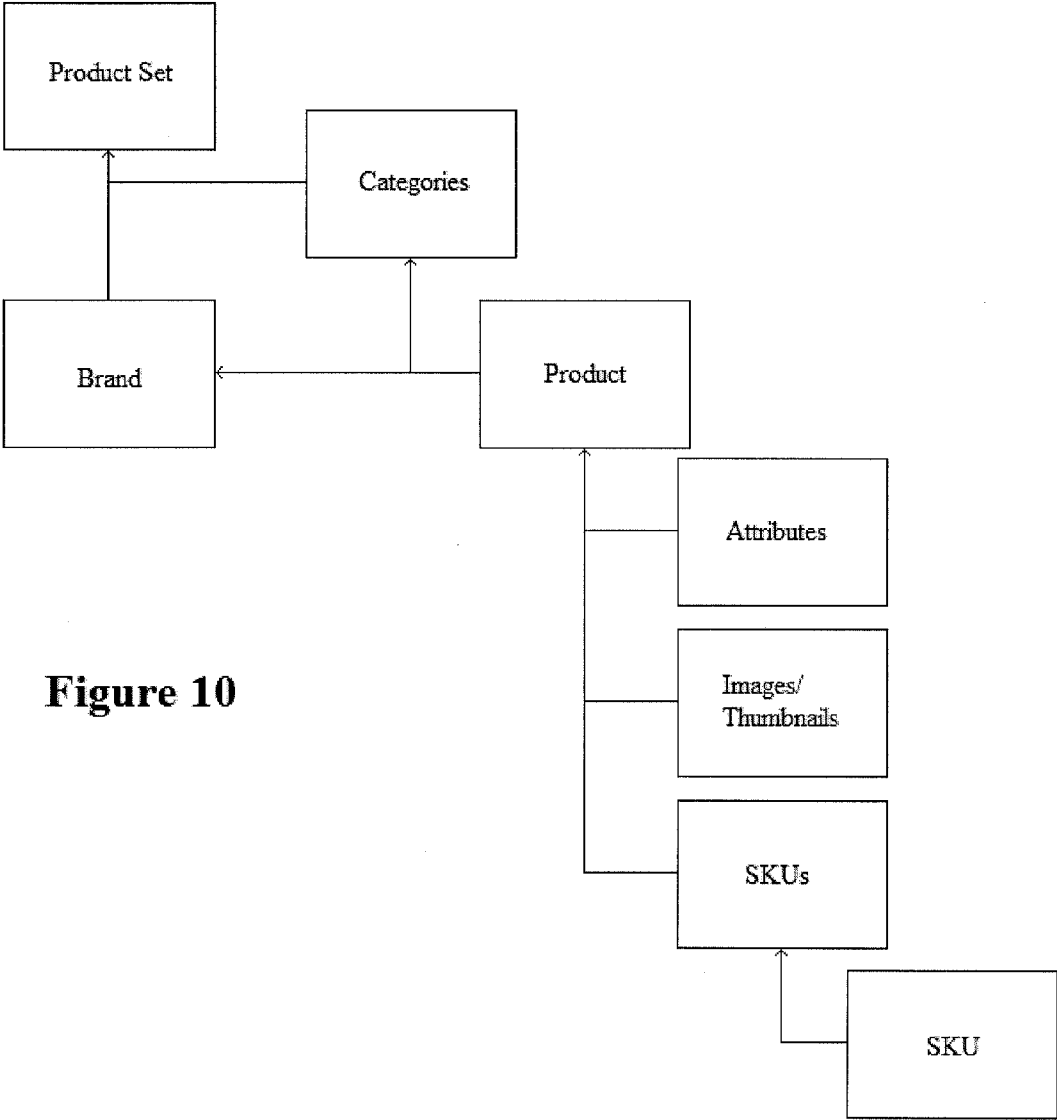 Product Set
Categories
Brand
Product
Attributes
Images/
Thumbnails
Figure 10
SKUs
SKU